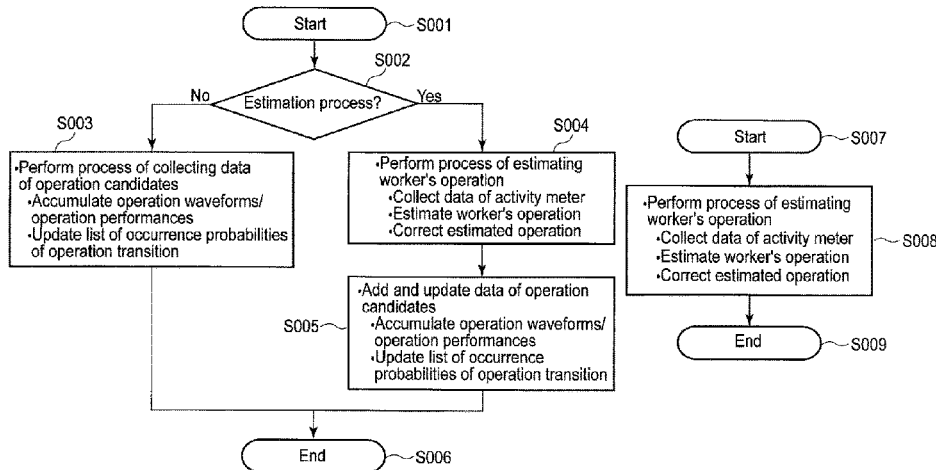 Start
S001
S002
Estimation process?
No
Yes
S003
•Perform process of collecting data
of operation candidates
•Accumulate operation waveforms/
operation performances
•Update list of occurrence probabilities
of operation transition
S004
•Perform process of estimating
worker's operation
•Collect data of activity meter
•Estimate worker's operation
•Correct estimated operation
S005
•Add and update data of operation
candidates
•Accumulate operation waveforms/
operation performances
•Update list of occurrence
probabilities of operation transition
End
S006
Start
S007
•Perform process of estimating
worker's operation
•Collect data of activity meter
•Estimate worker's operation
•Correct estimated operation
S008
End
S009